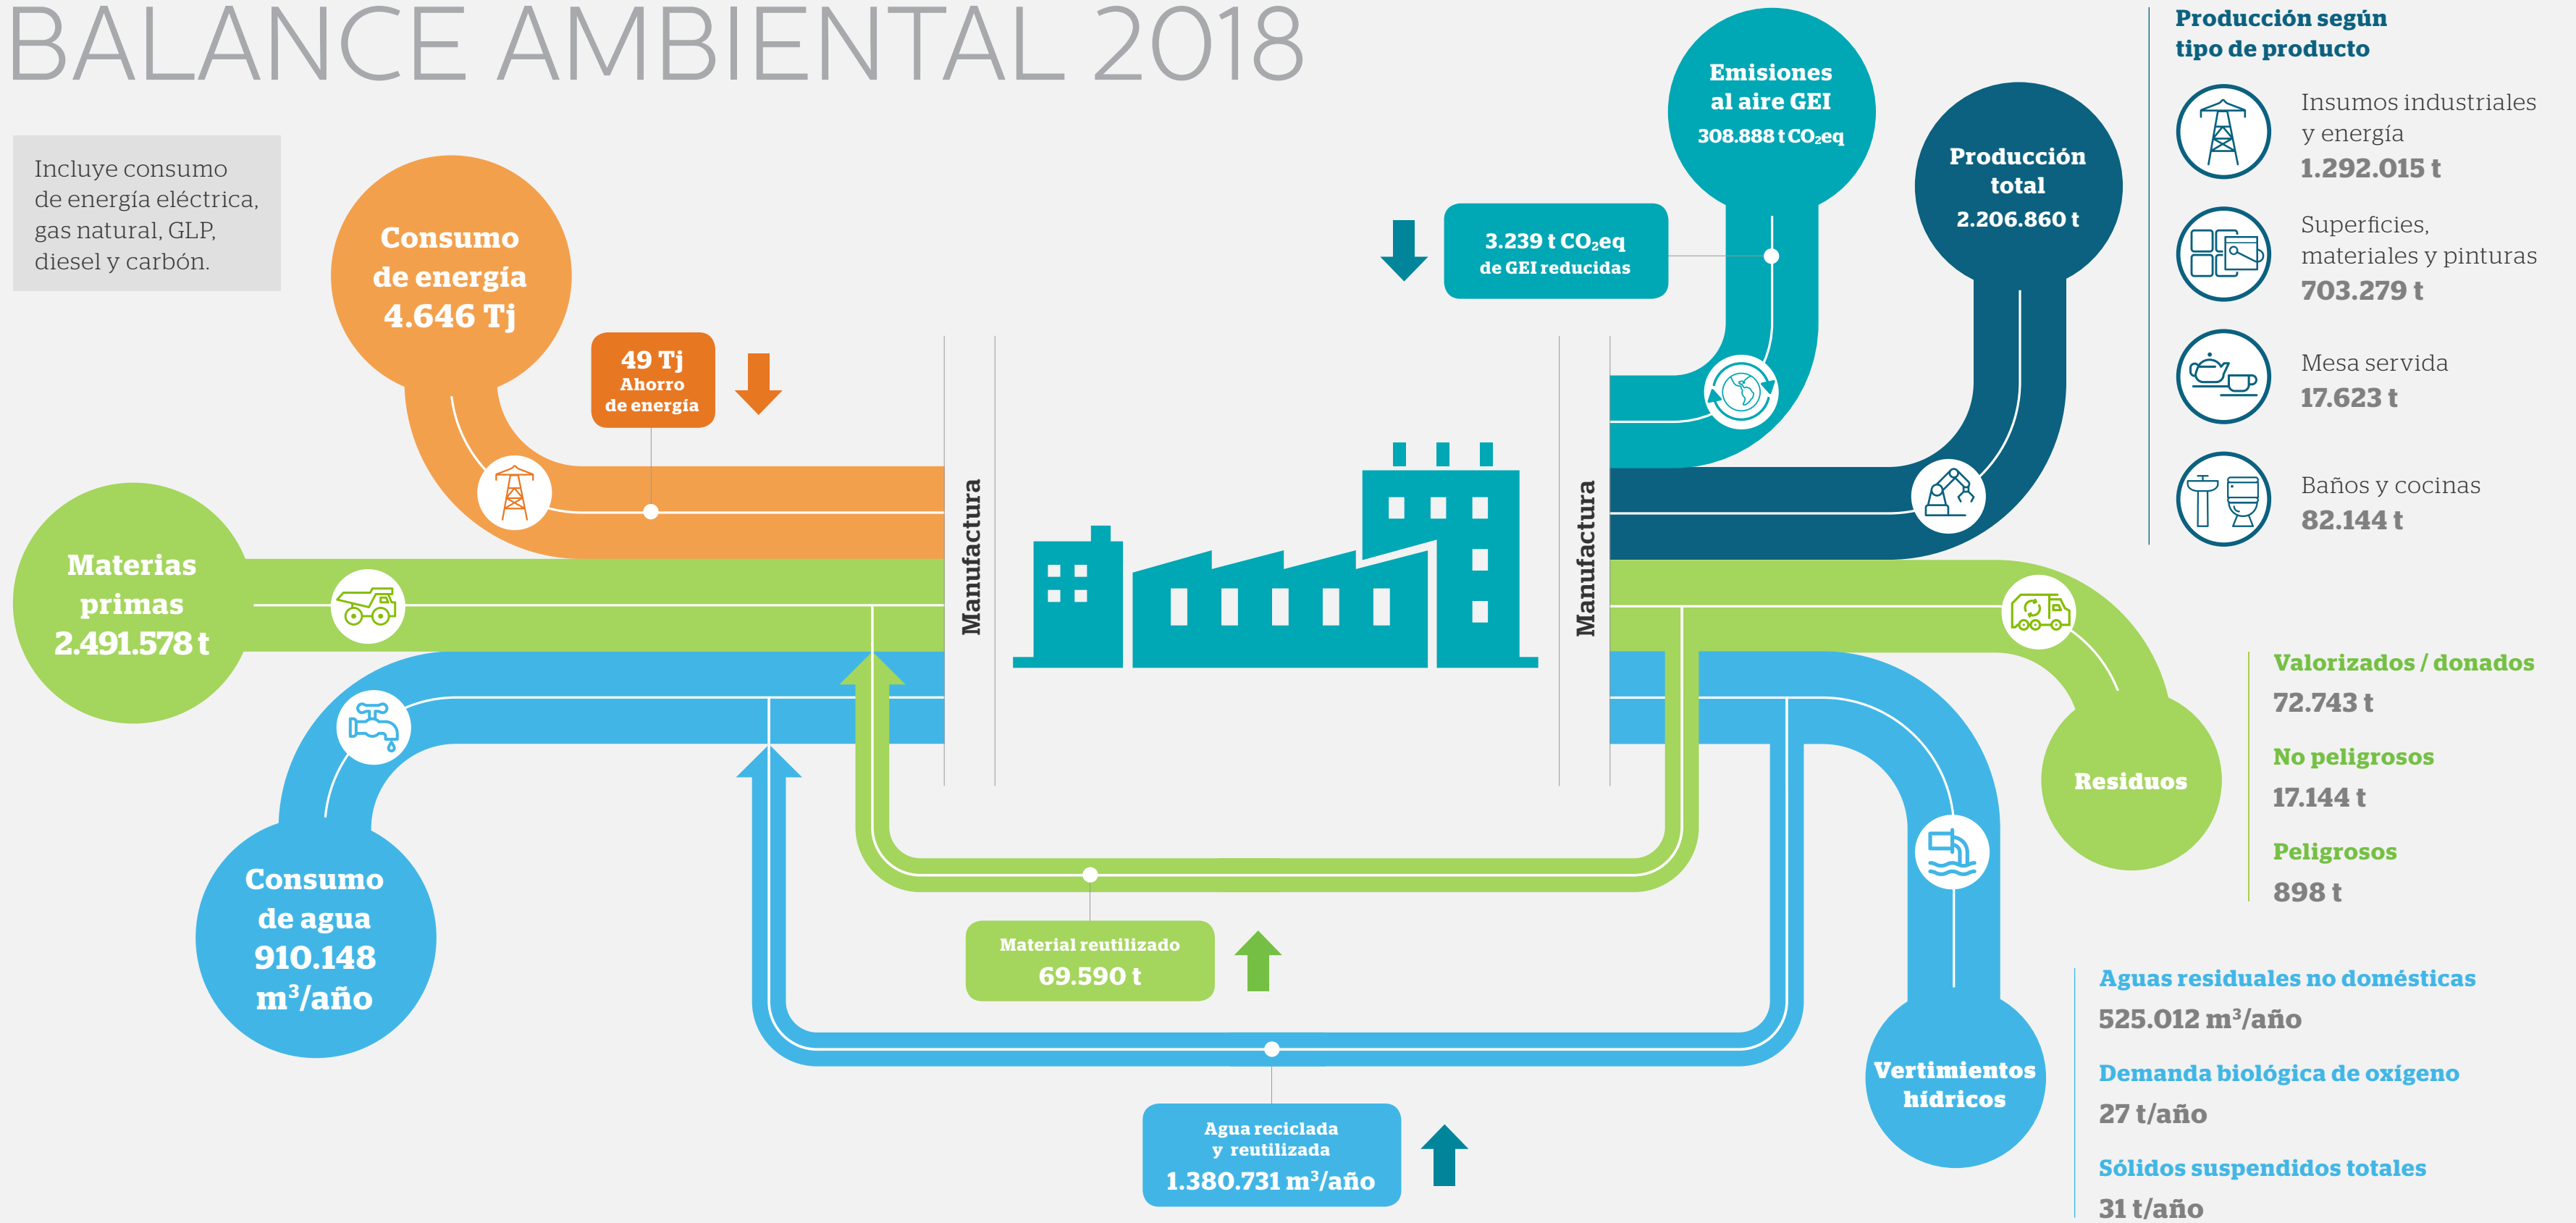 BALANCE AMBIENTAL 2018
Incluye consumo
de energía eléctrica,
gas natural, GLP,
diesel y carbón.
Consumo
de energía
4.646 Tj
49 Tj
Ahorro
de energía
Materias
primas
2.491.578 t
Consumo
de agua
910.148
m³/año
Manufactura
Manufactura
Material reutilizado
69.590 t
Agua reciclada
y reutilizada
1.380.731 m³/año
Emisiones
al aire GEI
308.888 t CO₂eq
3.239 t CO₂eq
de GEI reducidas
Producción
total
2.206.860 t
Producción según
tipo de producto
Insumos industriales
y energía
1.292.015 t
Superficies,
materiales y pinturas
703.279 t
Mesa servida
17.623 t
Baños y cocinas
82.144 t
Residuos
Valorizados / donados
72.743 t
No peligrosos
17.144 t
Peligrosos
898 t
Vertimientos
hídricos
Aguas residuales no domésticas
525.012 m³/año
Demanda biológica de oxígeno
27 t/año
Sólidos suspendidos totales
31 t/año